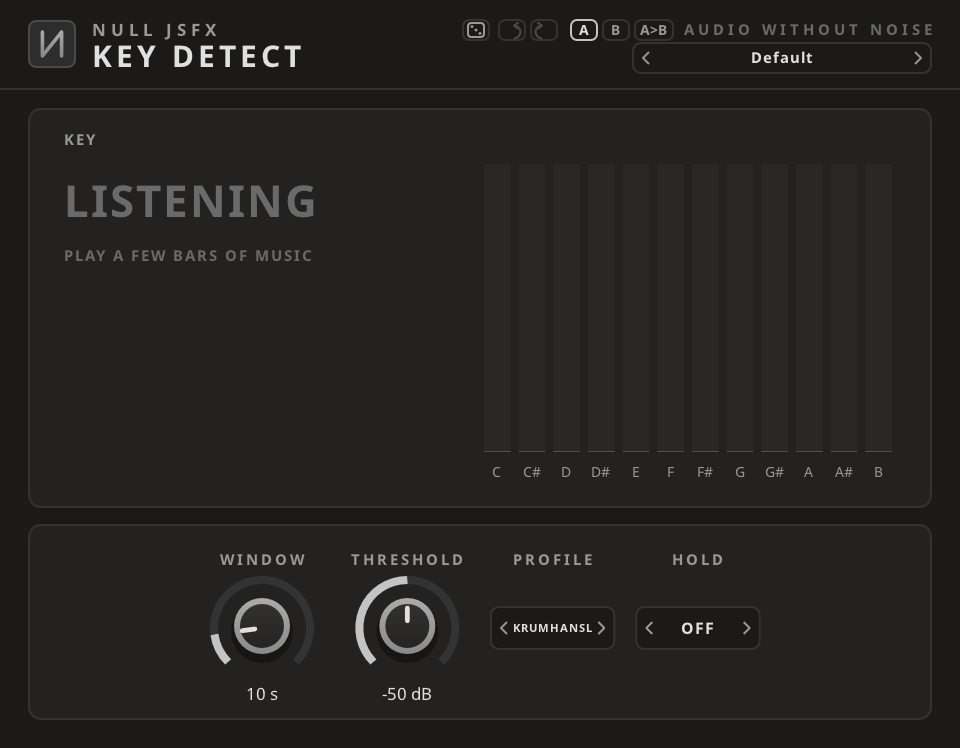 NULL JSFX
KEY DETECT
A B A>B AUDIO WITHOUT NOISE
Default
KEY
LISTENING
PLAY A FEW BARS OF MUSIC
C C# D D# E F F# G G# A A# B
WINDOW THRESHOLD PROFILE HOLD
KRUMHANSL OFF
10 s -50 dB